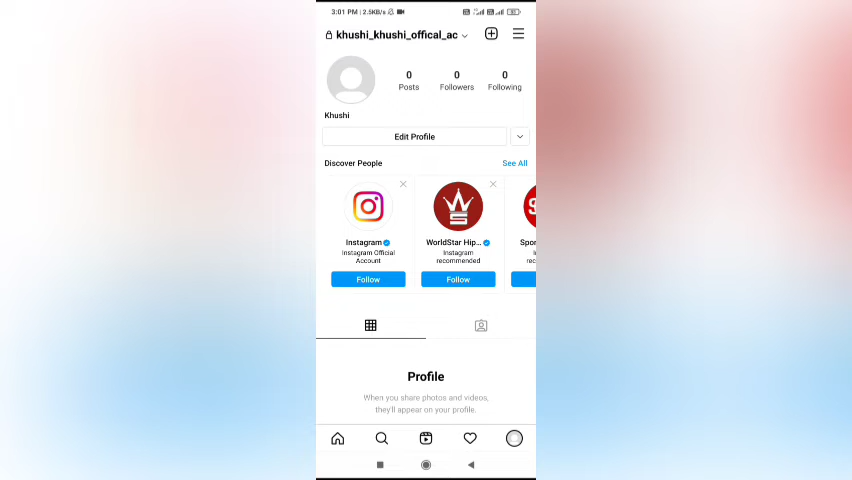 3:01 PM | 2.5KB/s
khushi_khushi_offical_ac
0 0 0
Posts Followers Following
Khushi
Edit Profile
Discover People See All
Instagram WorldStar Hip...
Instagram Official Account Instagram recommended
Follow Follow
Profile
When you share photos and videos,
they'll appear on your profile.